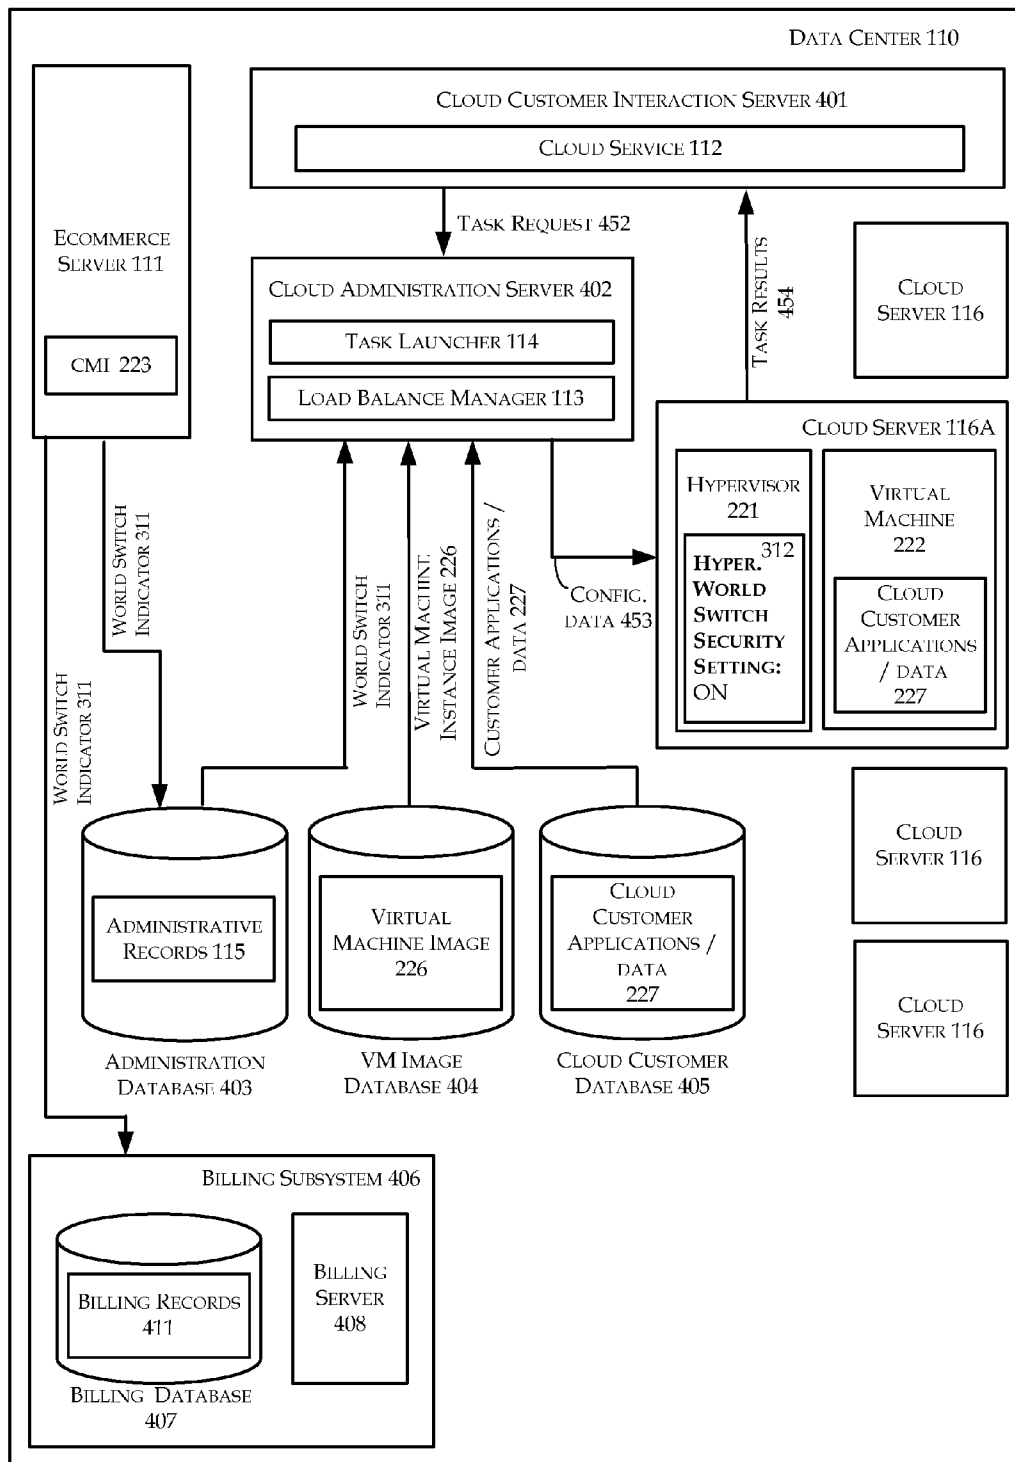 Data Center 110
Cloud Customer Interaction Server 401
Cloud Service 112
Task Request 452
Ecommerce
Server 111
CMI 223
Cloud Administration Server 402
Task Launcher 114
Load Balance Manager 113
Task Results
454
Cloud
Server 116
Cloud Server 116A
Hypervisor
221
312
Hyper.
World
Switch
Security
Setting:
ON
Virtual
Machine
222
Cloud
Customer
Applications
/ data
227
Config.
data 453
World Switch
Indicator 311
World Switch
Indicator 311
World Switch
Indicator 311
Virtual Machine
Instance Image 226
Customer Applications /
data 227
Administrative
Records 115
Administration
Database 403
Virtual
Machine Image
226
VM Image
Database 404
Cloud
Customer
Applications /
data
227
Cloud Customer
Database 405
Cloud
Server 116
Cloud
Server 116
Billing Subsystem 406
Billing Records
411
Billing Database
407
Billing
Server
408